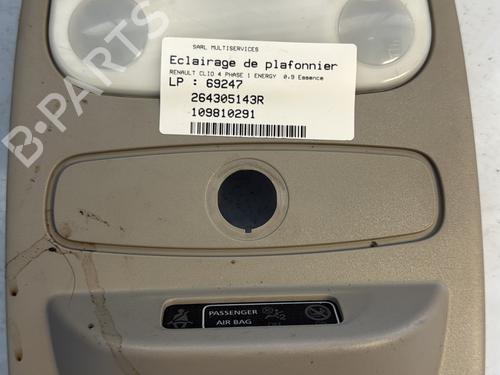 SARL MULTISERVICES
Eclairage de plafonnier
RENAULT CLIO 4 PHASE 1 ENERGY 0.9 Essence
LP : 69247
264305143R
109810291
PASSENGER
AIR BAG